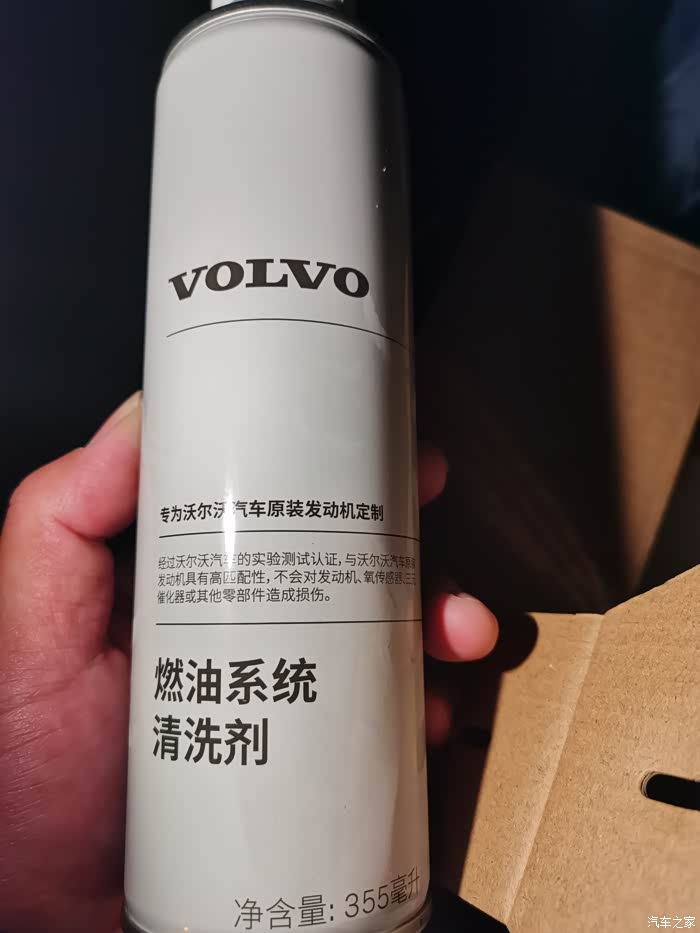 VOLVO
专为沃尔沃汽车原装发动机定制
经过沃尔沃汽车的实验测试认证,与沃尔沃汽车原装
发动机具有高匹配性,不会对发动机、氧传感器、三元
催化器或其他零部件造成损伤。
燃油系统
清洗剂
净含量: 355毫升
汽车之家